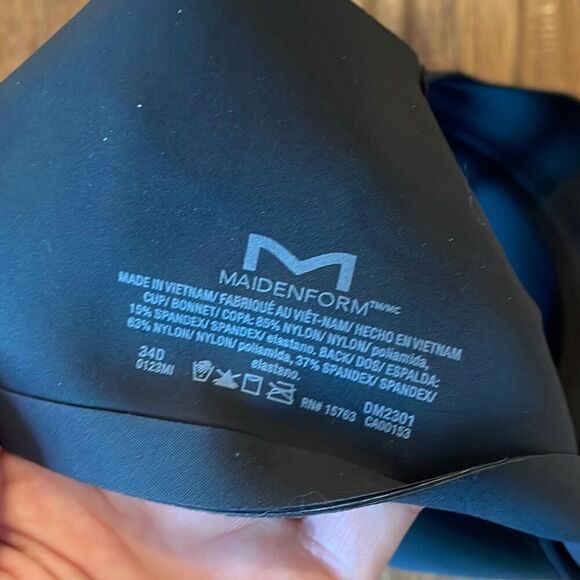 MAIDENFORM™/MC
MADE IN VIETNAM/ FABRIQUÉ AU VIÊT-NAM/ HECHO EN VIETNAM
CUP/ BONNET/ COPA: 85% NYLON/ NYLON/ poliamida,
15% SPANDEX/ SPANDEX/ elastano. BACK/ DOS/ ESPALDA:
63% NYLON/ NYLON/ poliamida, 37% SPANDEX/ SPANDEX/
elastano.
34D
0123MI
RN# 15763
DM2301
CA00153